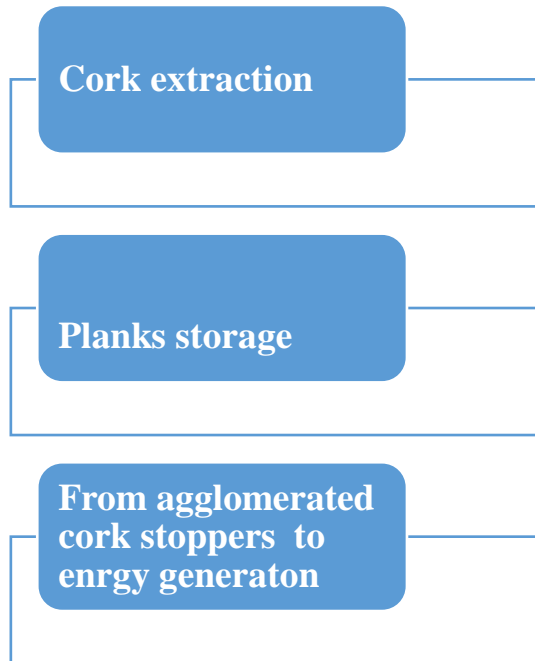 Cork extraction
Planks storage
From agglomerated
cork stoppers  to
enrgy generaton